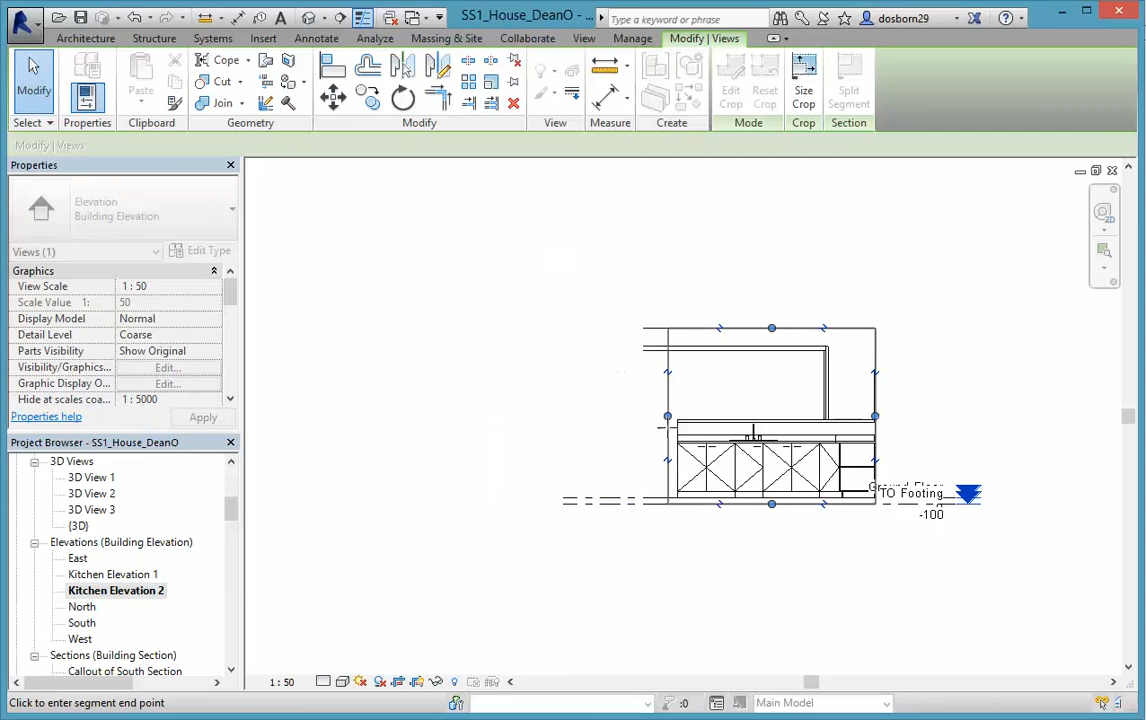 SS1_House_DeanO - ...
Type a keyword or phrase
dosborn29
Architecture
Structure
Systems
Insert
Annotate
Analyze
Massing & Site
Collaborate
View
Manage
Modify | Views
Modify
Paste
Cope
Cut
Join
Edit Crop
Reset Crop
Size Crop
Split Segment
Select
Properties
Clipboard
Geometry
Modify
View
Measure
Create
Mode
Crop
Section
Modify | Views
Properties
Elevation
Building Elevation
Views (1)
Edit Type
Graphics
View Scale 1 : 50
Scale Value 1: 50
Display Model Normal
Detail Level Coarse
Parts Visibility Show Original
Visibility/Graphics... Edit...
Graphic Display O... Edit...
Hide at scales coa... 1 : 5000
Properties help
Apply
Project Browser - SS1_House_DeanO
3D Views
3D View 1
3D View 2
3D View 3
{3D}
Elevations (Building Elevation)
East
Kitchen Elevation 1
Kitchen Elevation 2
North
South
West
Sections (Building Section)
Callout of South Section
Ground Floor
TO Footing
-100
1 : 50
Click to enter segment end point
:0
Main Model